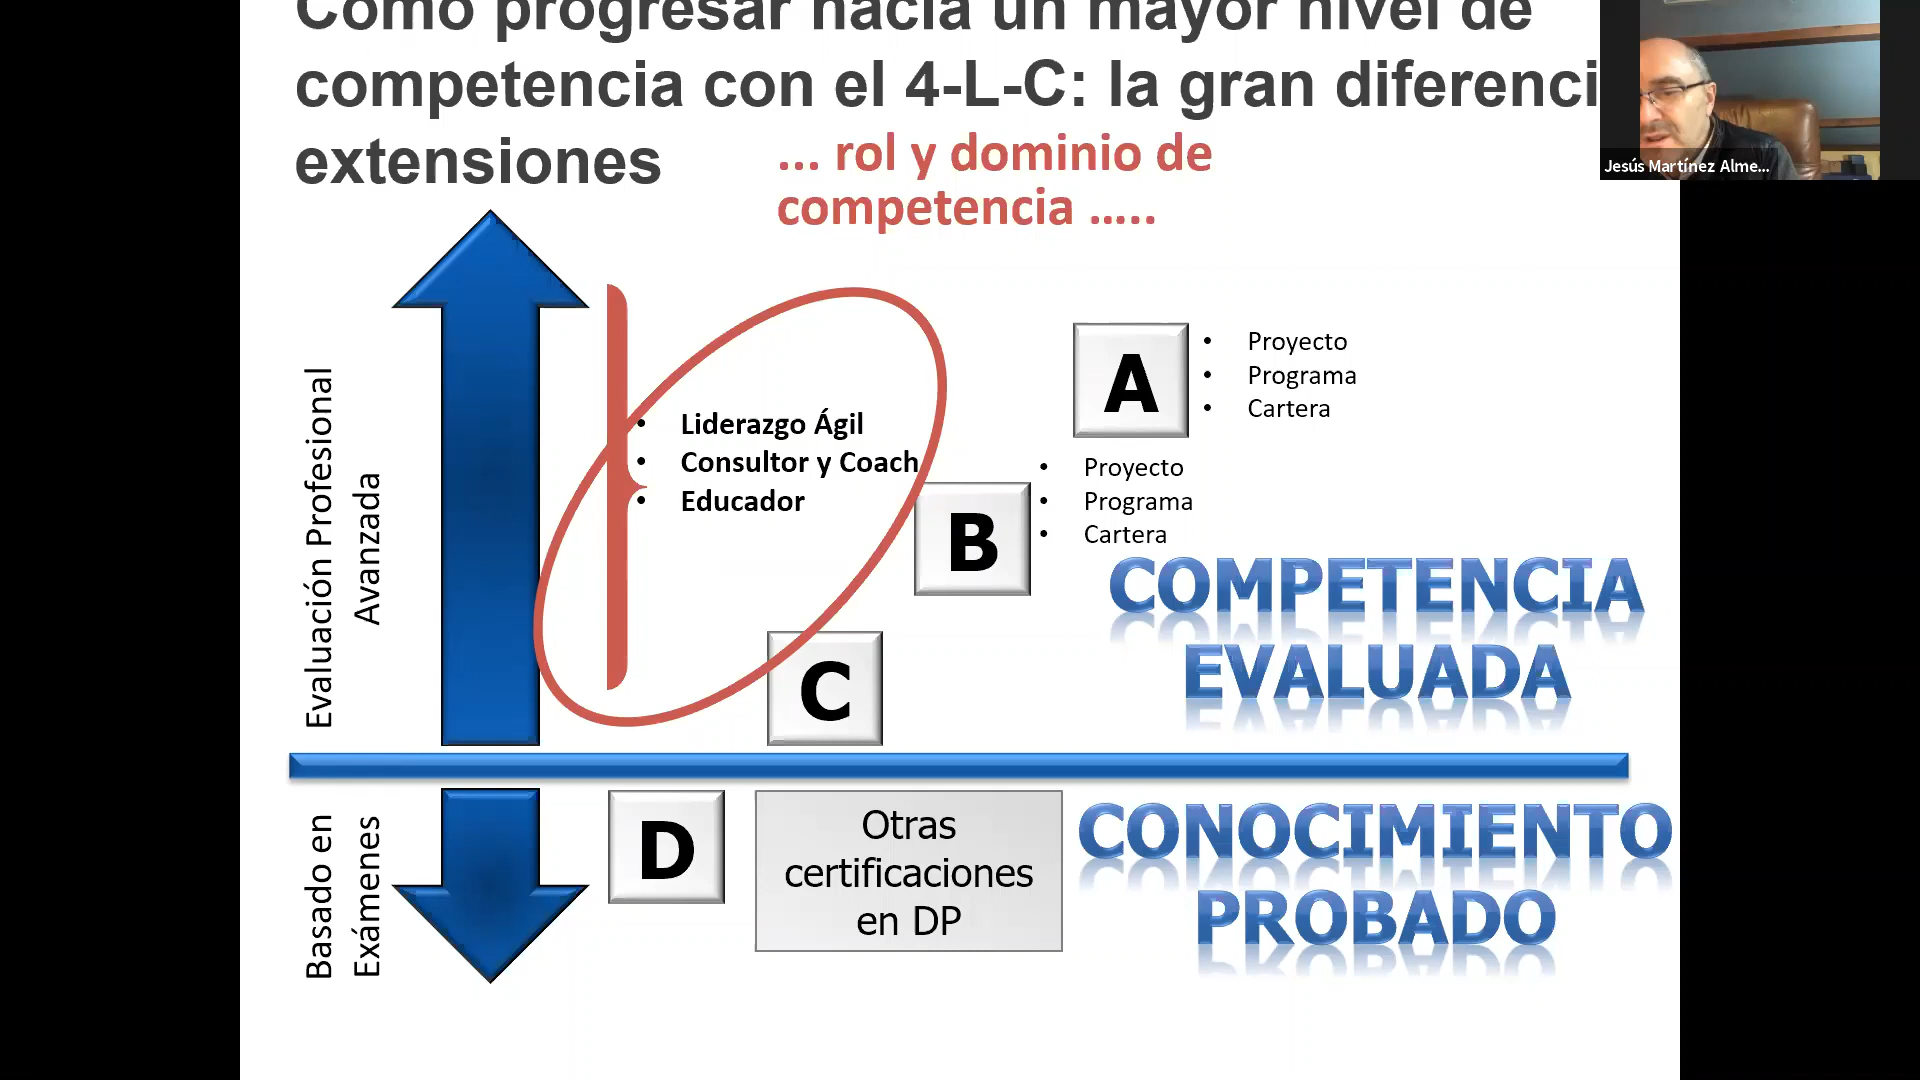 Como progresar hacia un mayor nivel de
competencia con el 4-L-C: la gran diferenci
extensiones
... rol y dominio de
competencia .....
Jesús Martínez Alme...
Evaluación Profesional
Avanzada
• Liderazgo Ágil
• Consultor y Coach
• Educador
A
• Proyecto
• Programa
• Cartera
B
• Proyecto
• Programa
• Cartera
COMPETENCIA
EVALUADA
C
Basado en
Exámenes
D
Otras
certificaciones
en DP
CONOCIMIENTO
PROBADO